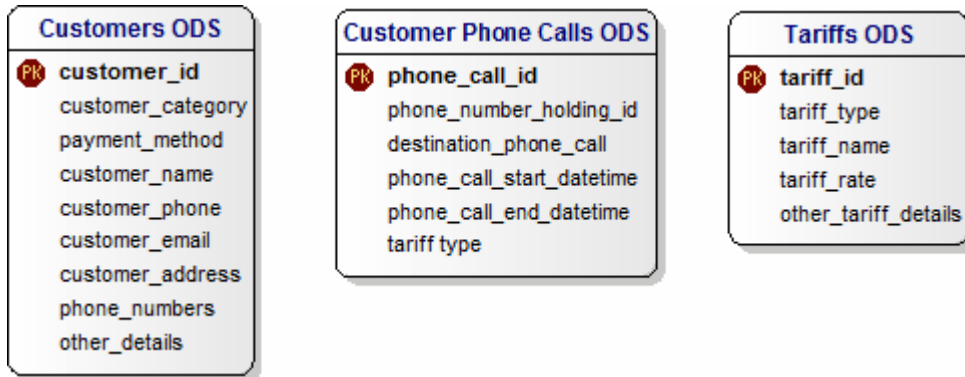 Customers ODS
PK customer_id
customer_category
payment_method
customer_name
customer_phone
customer_email
customer_address
phone_numbers
other_details
Customer Phone Calls ODS
PK phone_call_id
phone_number_holding_id
destination_phone_call
phone_call_start_datetime
phone_call_end_datetime
tariff type
Tariffs ODS
PK tariff_id
tariff_type
tariff_name
tariff_rate
other_tariff_details